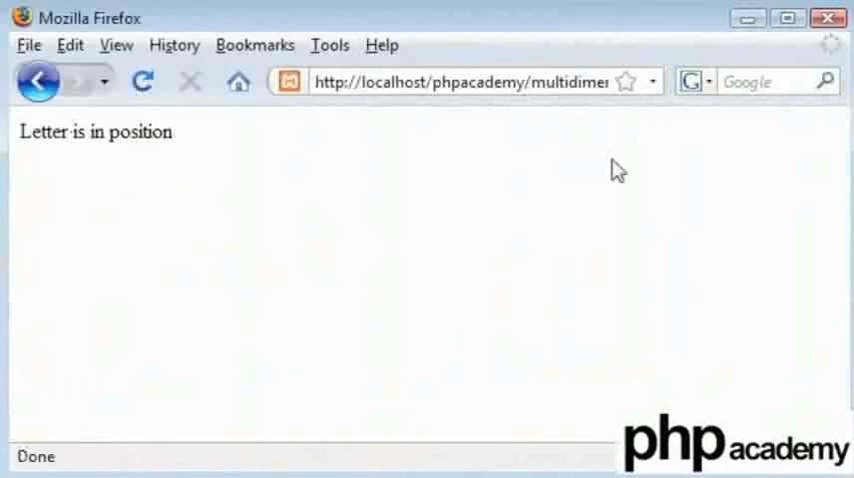 Mozilla Firefox
File Edit View History Bookmarks Tools Help
http://localhost/phpacademy/multidimer G Google
Letter is in position
Done
php academy